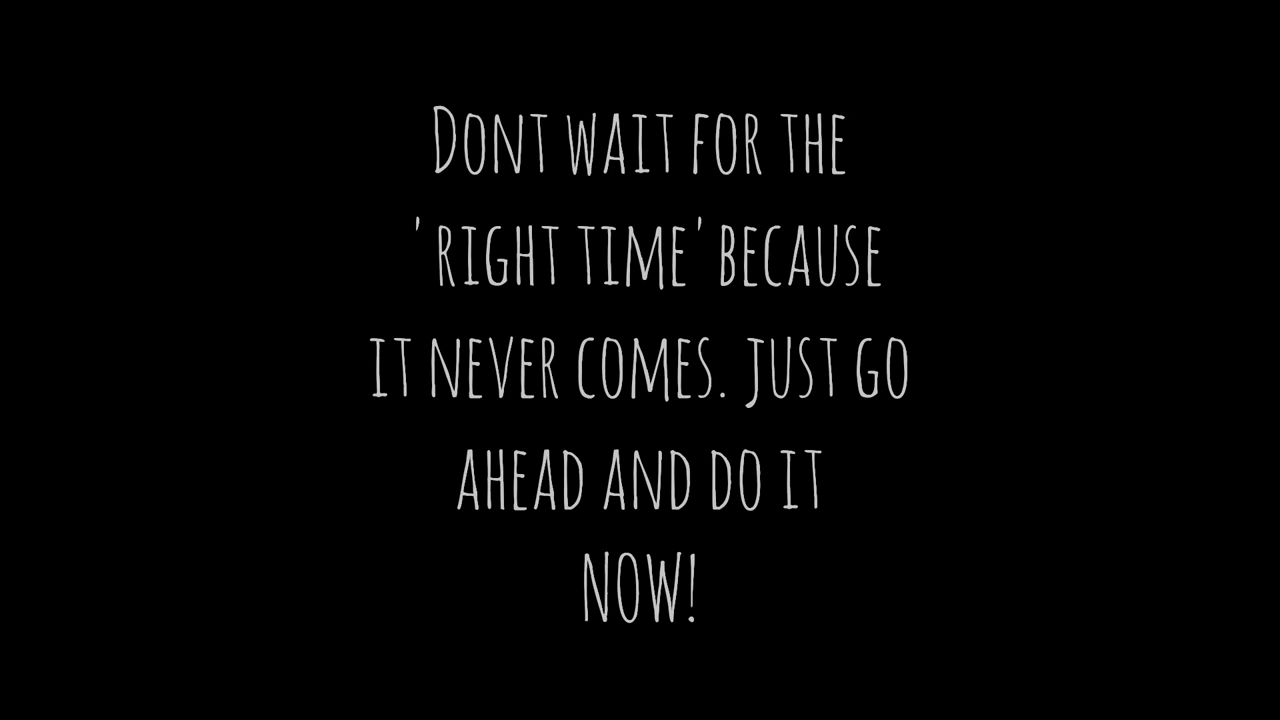 Dont wait for the
'right time' because
it never comes. Just go
ahead and do it
NOW!